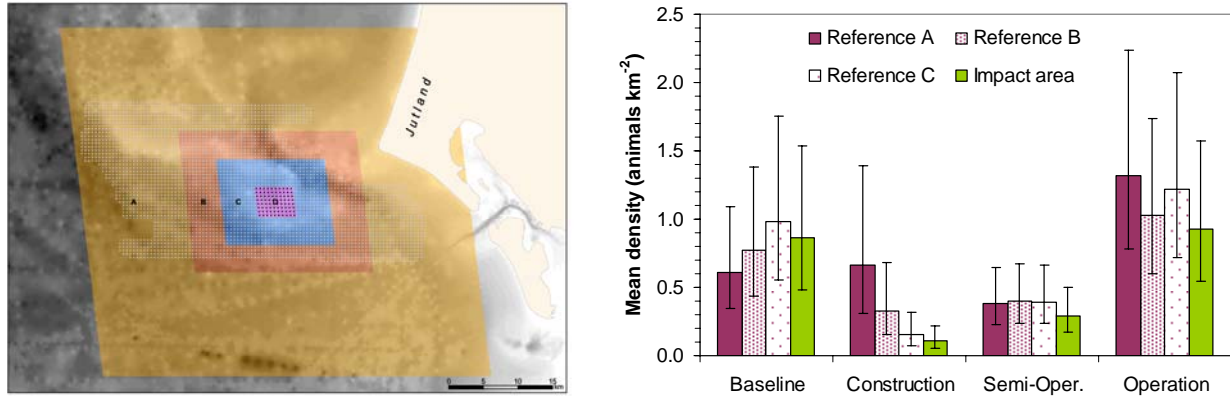 Jutland
A B C D
0 5 10 15
km
Mean density (animals km-2)
2.5
2.0
1.5
1.0
0.5
0.0
Reference A Reference B
Reference C Impact area
Baseline Construction Semi-Oper. Operation